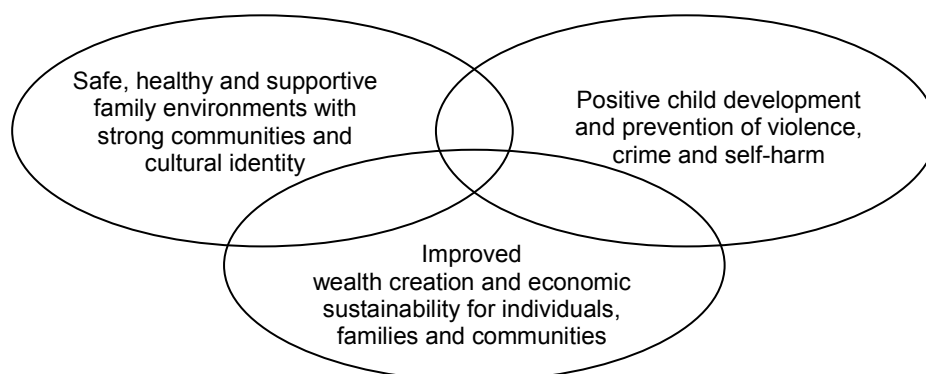 Safe, healthy and supportive
family environments with
strong communities and
cultural identity
Positive child development
and prevention of violence,
crime and self-harm
Improved
wealth creation and economic
sustainability for individuals,
families and communities